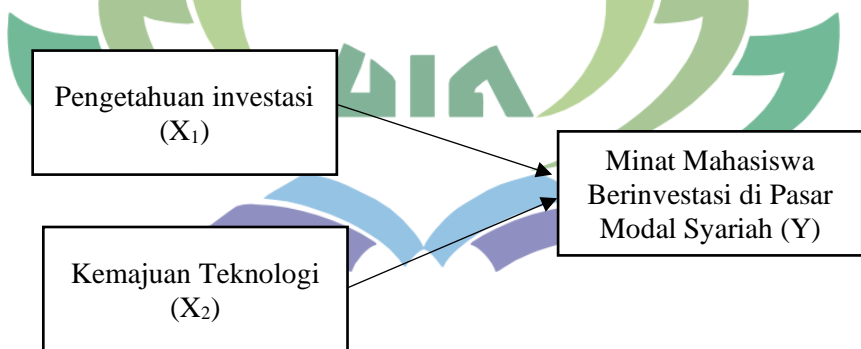 Pengetahuan investasi
(X₁)
Minat Mahasiswa
Berinvestasi di Pasar
Modal Syariah (Y)
Kemajuan Teknologi
(X₂)